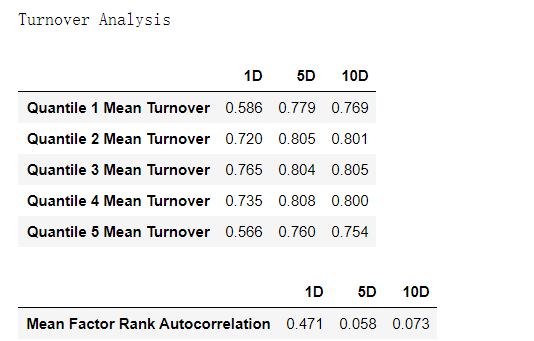 Turnover Analysis
1D 5D 10D
Quantile 1 Mean Turnover 0.586 0.779 0.769
Quantile 2 Mean Turnover 0.720 0.805 0.801
Quantile 3 Mean Turnover 0.765 0.804 0.805
Quantile 4 Mean Turnover 0.735 0.808 0.800
Quantile 5 Mean Turnover 0.566 0.760 0.754
1D 5D 10D
Mean Factor Rank Autocorrelation 0.471 0.058 0.073